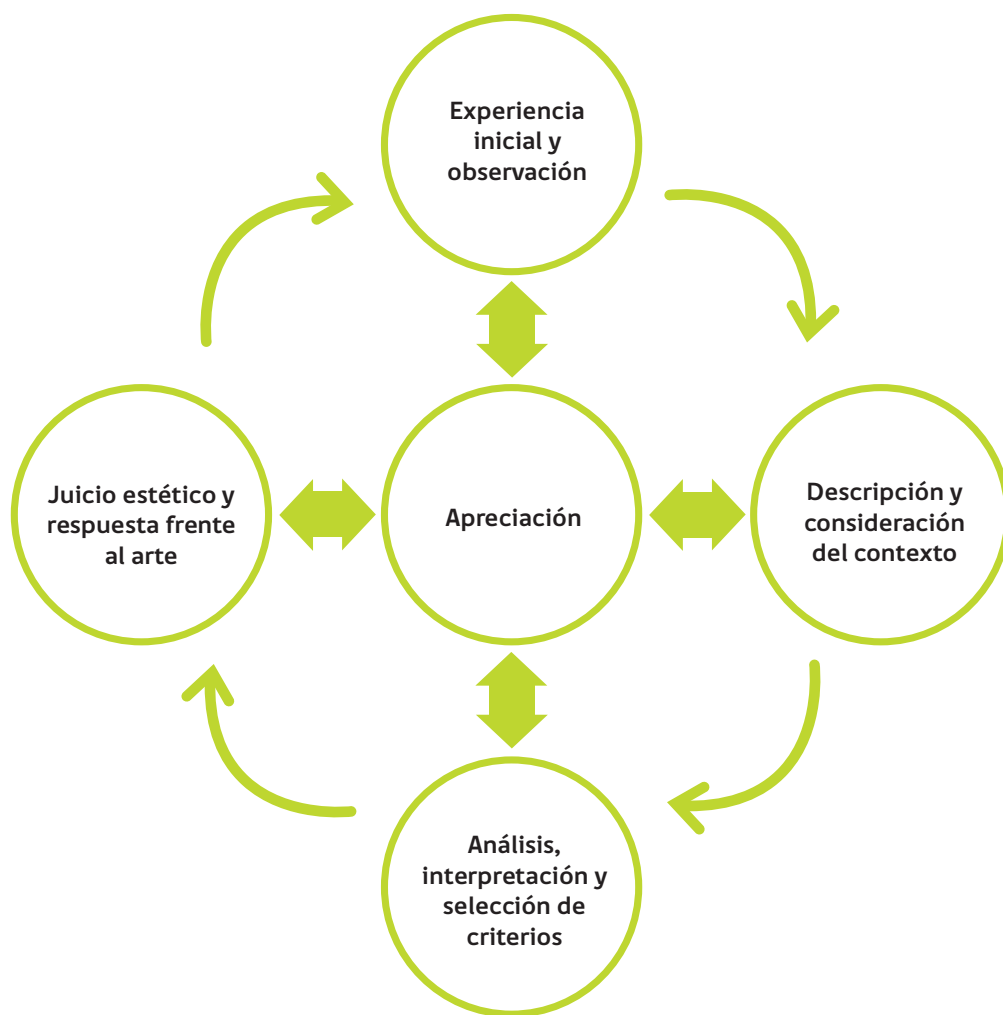 Experiencia
inicial y
observación
Juicio estético y
respuesta frente
al arte
Apreciación
Descripción y
consideración
del contexto
Análisis,
interpretación y
selección de
criterios